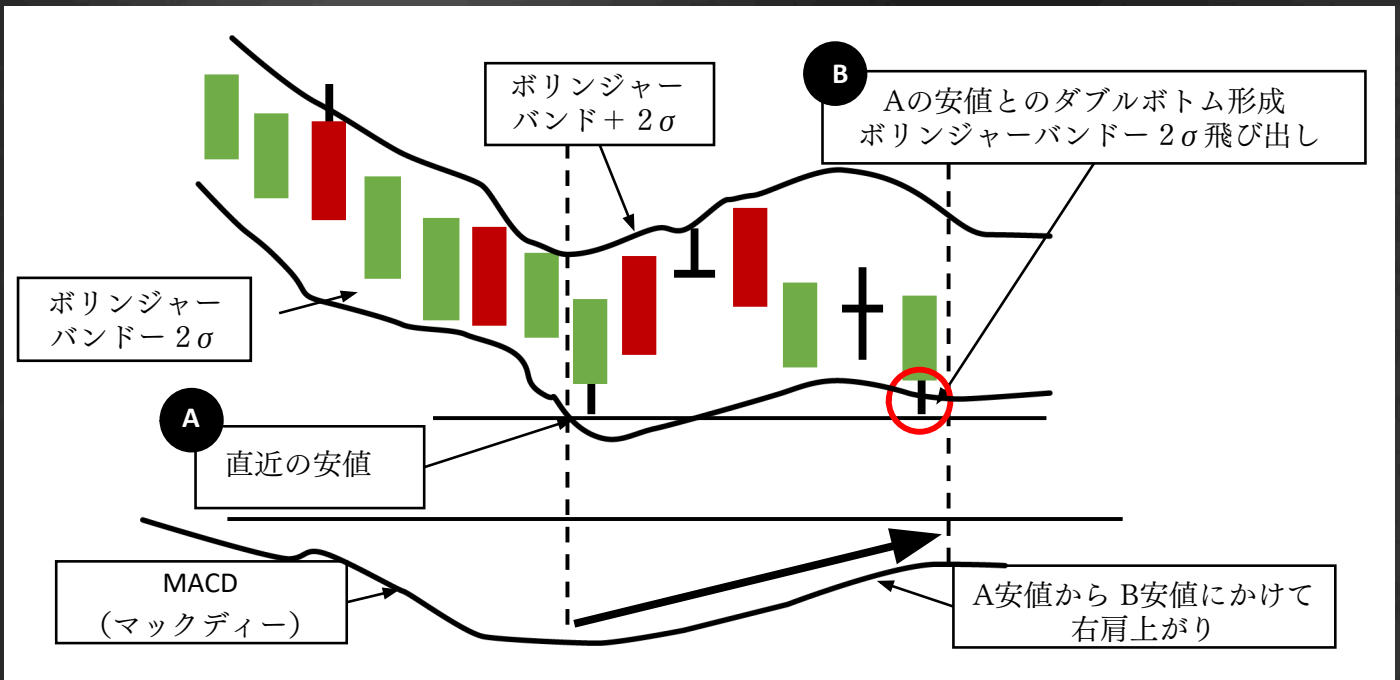 ボリンジャー
バンド＋２σ
B
Aの安値とのダブルボトム形成
ボリンジャーバンドー２σ飛び出し
ボリンジャー
バンドー２σ
A
直近の安値
MACD
（マックディー）
A安値から B安値にかけて
右肩上がり